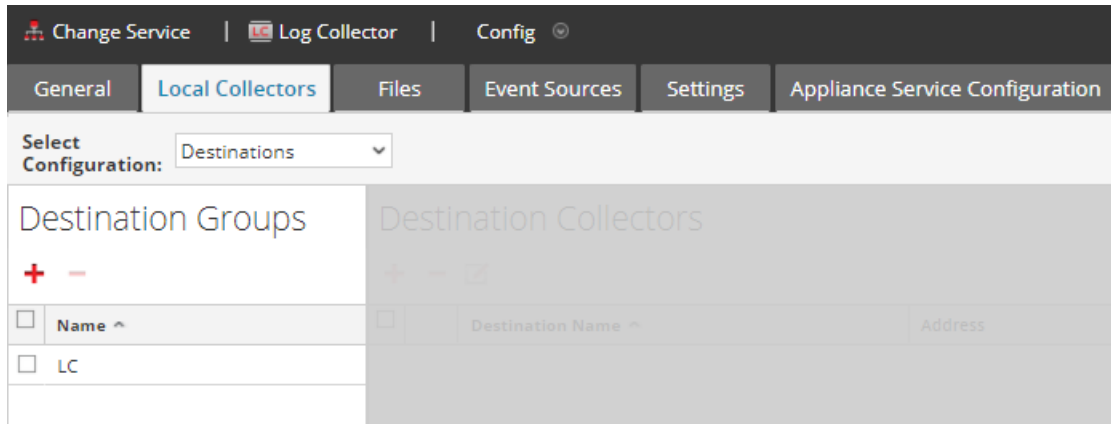 Change Service | LC Log Collector | Config
General Local Collectors Files Event Sources Settings Appliance Service Configuration
Select
Configuration: Destinations
Destination Groups Destination Collectors
Name Destination Name Address
LC